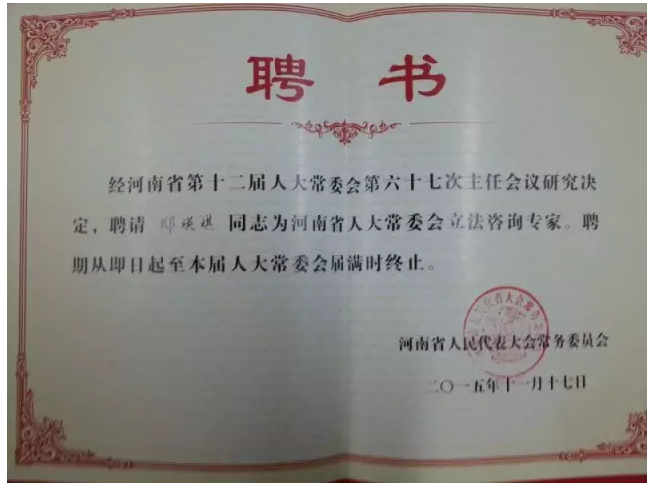 聘 书
经河南省第十二届人大常委会第六十七次主任会议研究决
定，聘请 邝瑛琪 同志为河南省人大常委会立法咨询专家。聘
期从即日起至本届人大常委会届满时终止。
河南省人民代表大会常务委员会
二〇一五年十一月十七日